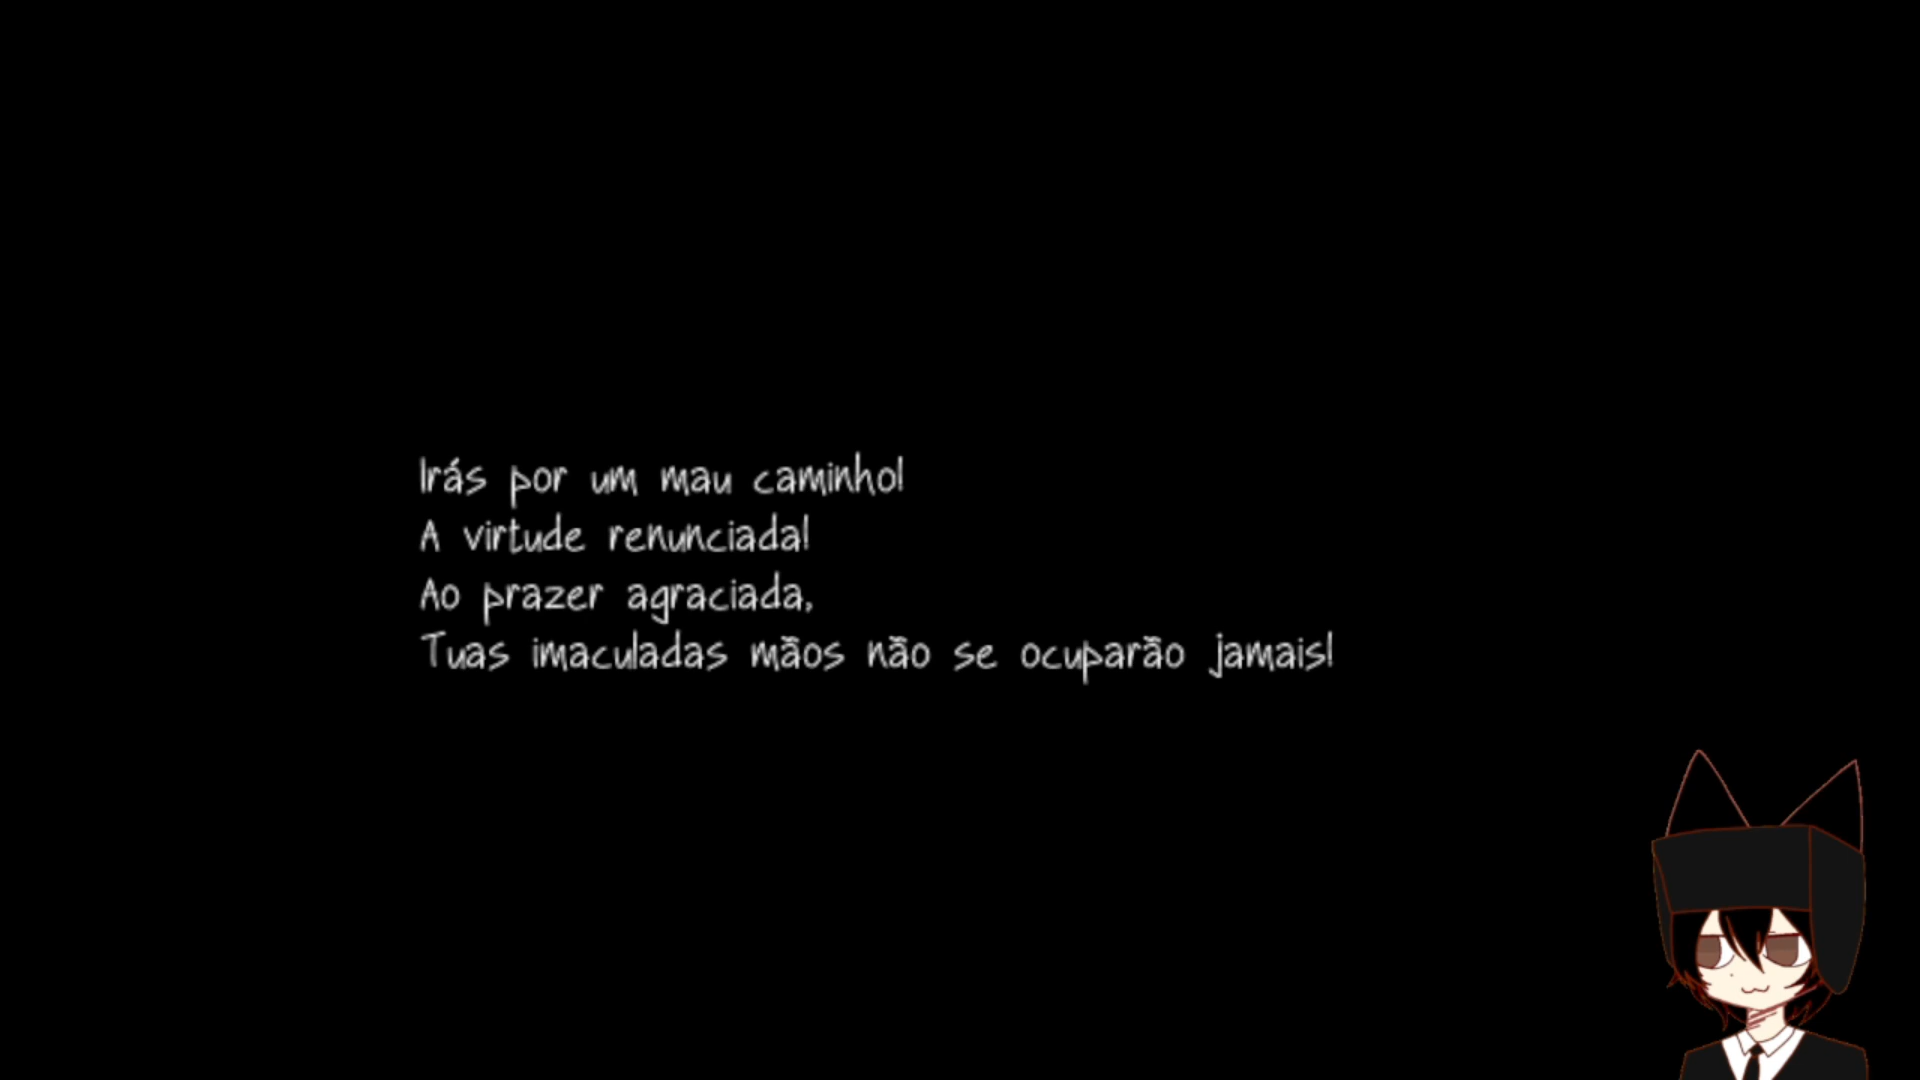 Irás por um mau caminho!
A virtude renunciada!
Ao prazer agraciada,
Tuas imaculadas mãos não se ocuparão jamais!